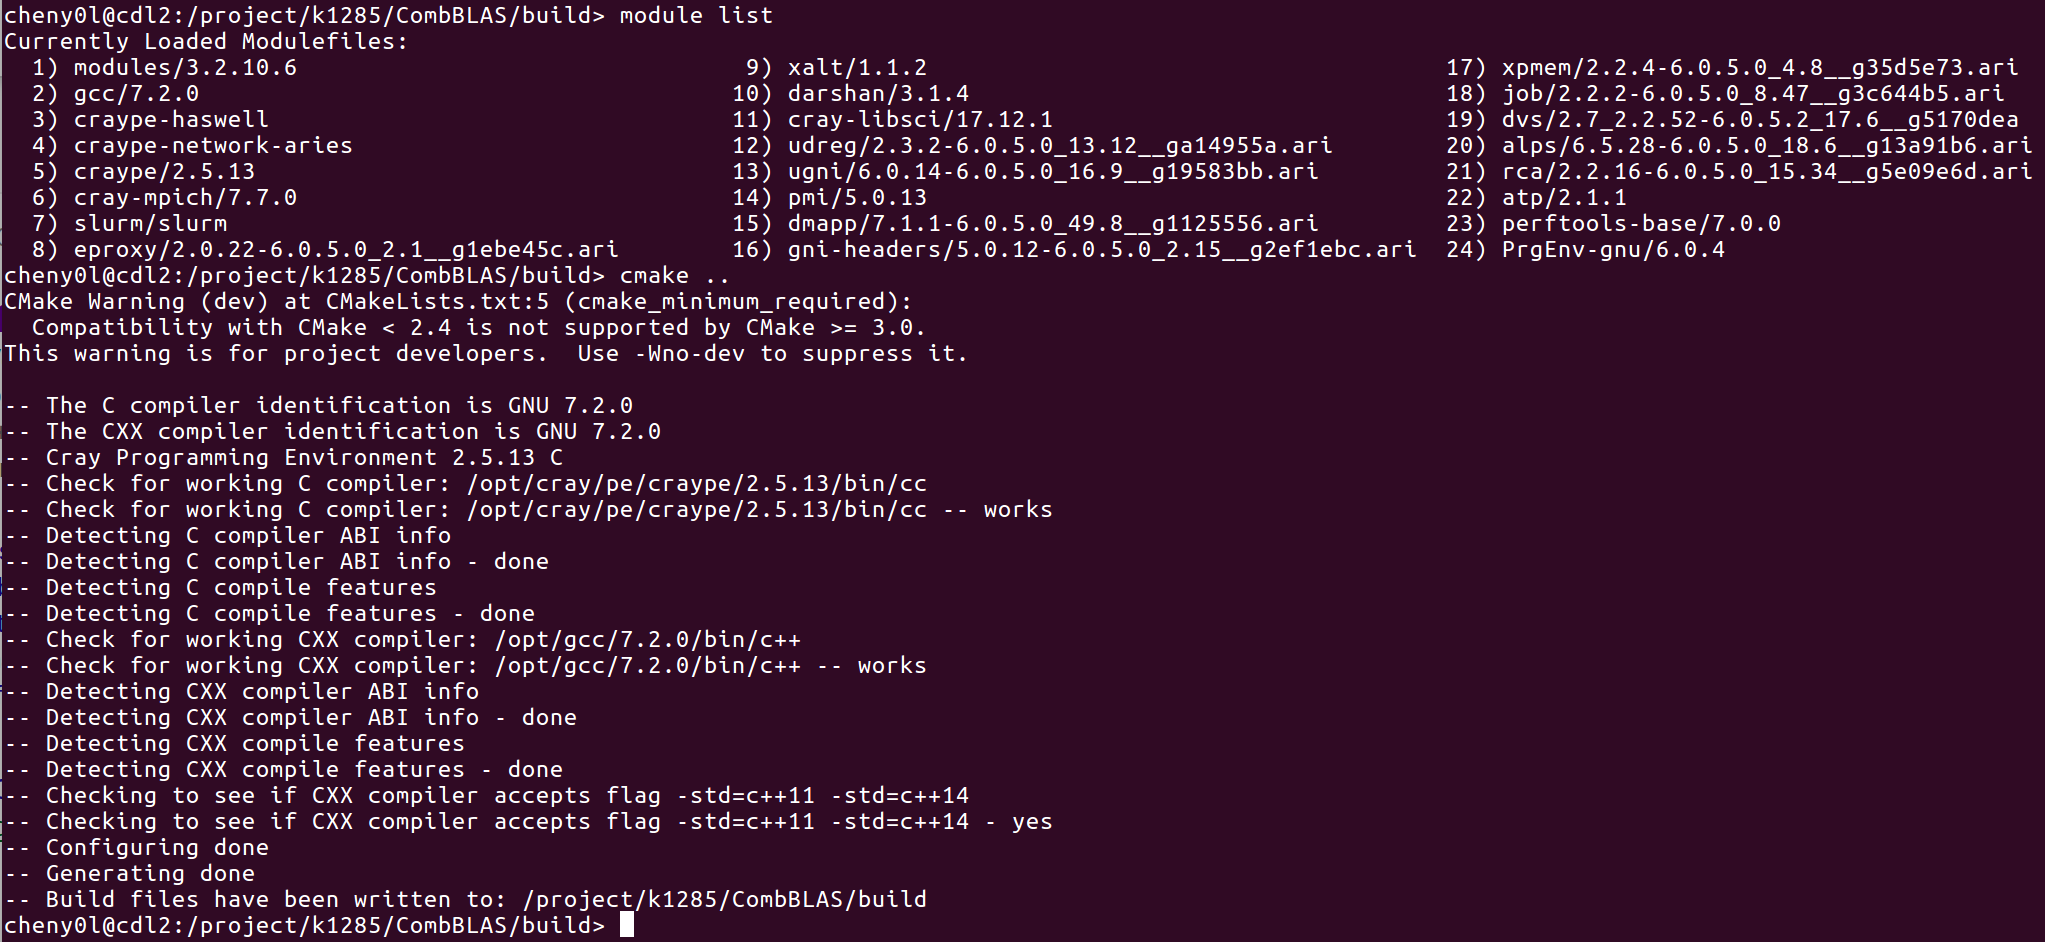 cheny0l@cdl2:/project/k1285/CombBLAS/build> module list
Currently Loaded Modulefiles:
  1) modules/3.2.10.6                               9) xalt/1.1.2                                     17) xpmem/2.2.4-6.0.5.0_4.8__g35d5e73.ari
  2) gcc/7.2.0                                     10) darshan/3.1.4                                  18) job/2.2.2-6.0.5.0_8.47__g3c644b5.ari
  3) craype-haswell                                11) cray-libsci/17.12.1                            19) dvs/2.7_2.2.52-6.0.5.2_17.6__g5170dea
  4) craype-network-aries                          12) udreg/2.3.2-6.0.5.0_13.12__ga14955a.ari        20) alps/6.5.28-6.0.5.0_18.6__g13a91b6.ari
  5) craype/2.5.13                                 13) ugni/6.0.14-6.0.5.0_16.9__g19583bb.ari         21) rca/2.2.16-6.0.5.0_15.34__g5e09e6d.ari
  6) cray-mpich/7.7.0                              14) pmi/5.0.13                                     22) atp/2.1.1
  7) slurm/slurm                                   15) dmapp/7.1.1-6.0.5.0_49.8__g1125556.ari         23) perftools-base/7.0.0
  8) eproxy/2.0.22-6.0.5.0_2.1__g1ebe45c.ari        16) gni-headers/5.0.12-6.0.5.0_2.15__g2ef1ebc.ari  24) PrgEnv-gnu/6.0.4
cheny0l@cdl2:/project/k1285/CombBLAS/build> cmake ..
CMake Warning (dev) at CMakeLists.txt:5 (cmake_minimum_required):
  Compatibility with CMake < 2.4 is not supported by CMake >= 3.0.
This warning is for project developers.  Use -Wno-dev to suppress it.

-- The C compiler identification is GNU 7.2.0
-- The CXX compiler identification is GNU 7.2.0
-- Cray Programming Environment 2.5.13 C
-- Check for working C compiler: /opt/cray/pe/craype/2.5.13/bin/cc
-- Check for working C compiler: /opt/cray/pe/craype/2.5.13/bin/cc -- works
-- Detecting C compiler ABI info
-- Detecting C compiler ABI info - done
-- Detecting C compile features
-- Detecting C compile features - done
-- Check for working CXX compiler: /opt/gcc/7.2.0/bin/c++
-- Check for working CXX compiler: /opt/gcc/7.2.0/bin/c++ -- works
-- Detecting CXX compiler ABI info
-- Detecting CXX compiler ABI info - done
-- Detecting CXX compile features
-- Detecting CXX compile features - done
-- Checking to see if CXX compiler accepts flag -std=c++11 -std=c++14
-- Checking to see if CXX compiler accepts flag -std=c++11 -std=c++14 - yes
-- Configuring done
-- Generating done
-- Build files have been written to: /project/k1285/CombBLAS/build
cheny0l@cdl2:/project/k1285/CombBLAS/build>